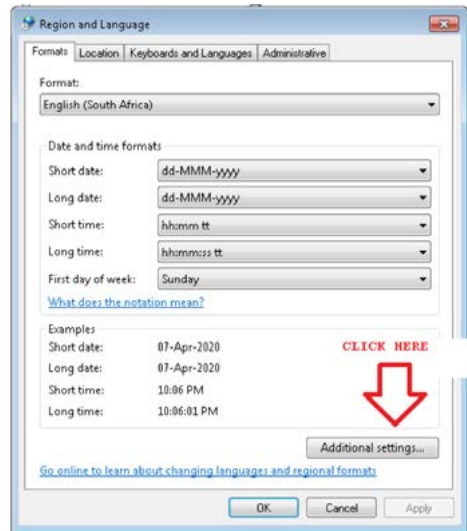 Region and Language
Formats Location Keyboards and Languages Administrative
Format:
English (South Africa)
Date and time formats
Short date: dd-MMM-yyyy
Long date: dd-MMM-yyyy
Short time: hh:mm tt
Long time: hh:mm:ss tt
First day of week: Sunday
What does the notation mean?
Examples
Short date: 07-Apr-2020
CLICK HERE
Long date: 07-Apr-2020
Short time: 10:06 PM
Long time: 10:06:01 PM
Additional settings...
Go online to learn about changing languages and regional formats
OK Cancel Apply